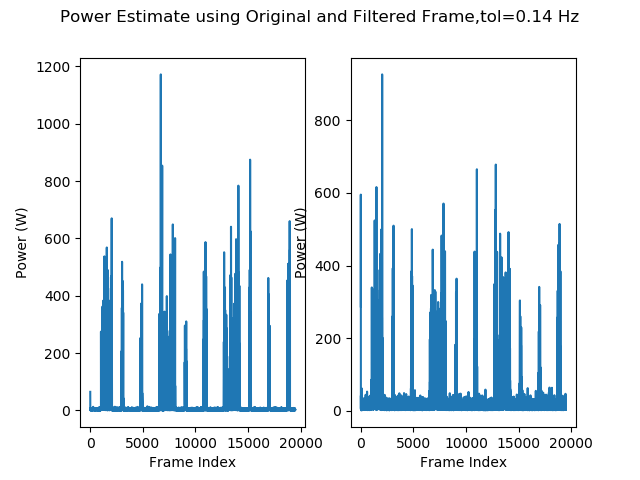 Power Estimate using Original and Filtered Frame,tol=0.14 Hz
Power (W)
1200
1000
800
600
400
200
0
0 5000 10000 15000 20000
Frame Index
Power (W)
800
600
400
200
0
0 5000 10000 15000 20000
Frame Index